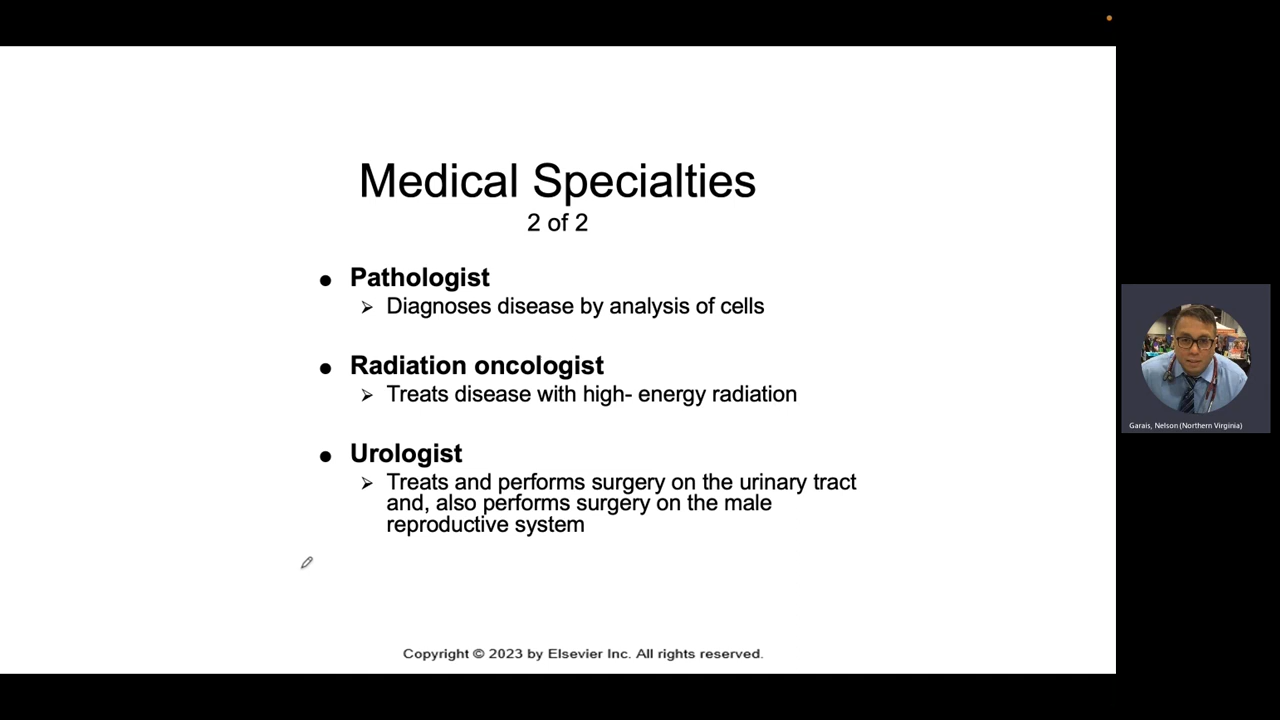 Medical Specialties
2 of 2
● Pathologist
➢ Diagnoses disease by analysis of cells
● Radiation oncologist
➢ Treats disease with high- energy radiation
● Urologist
➢ Treats and performs surgery on the urinary tract
and, also performs surgery on the male
reproductive system
Copyright © 2023 by Elsevier Inc. All rights reserved.
Garais, Nelson (Northern Virginia)